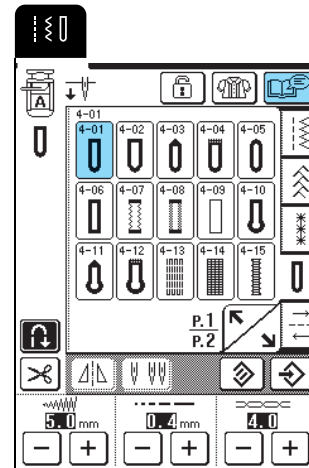 A
4-01
4-01 4-02 4-03 4-04 4-05
4-06 4-07 4-08 4-09 4-10
4-11 4-12 4-13 4-14 4-15
P.1
P.2
5.0 mm 0.4 mm 4.0
− + − + − +